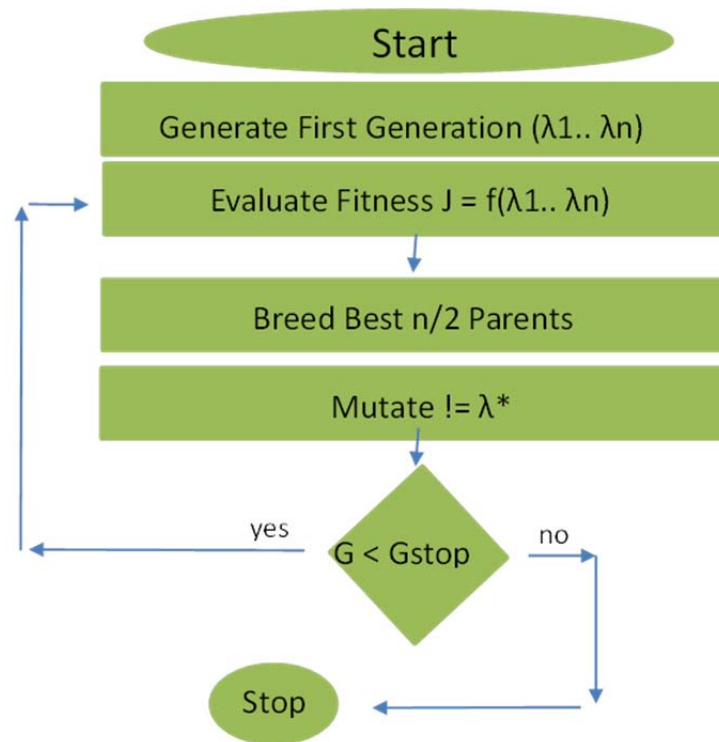 Start
Generate First Generation (λ1.. λn)
Evaluate Fitness J = f(λ1.. λn)
Breed Best n/2 Parents
Mutate != λ*
G < Gstop
yes
no
Stop